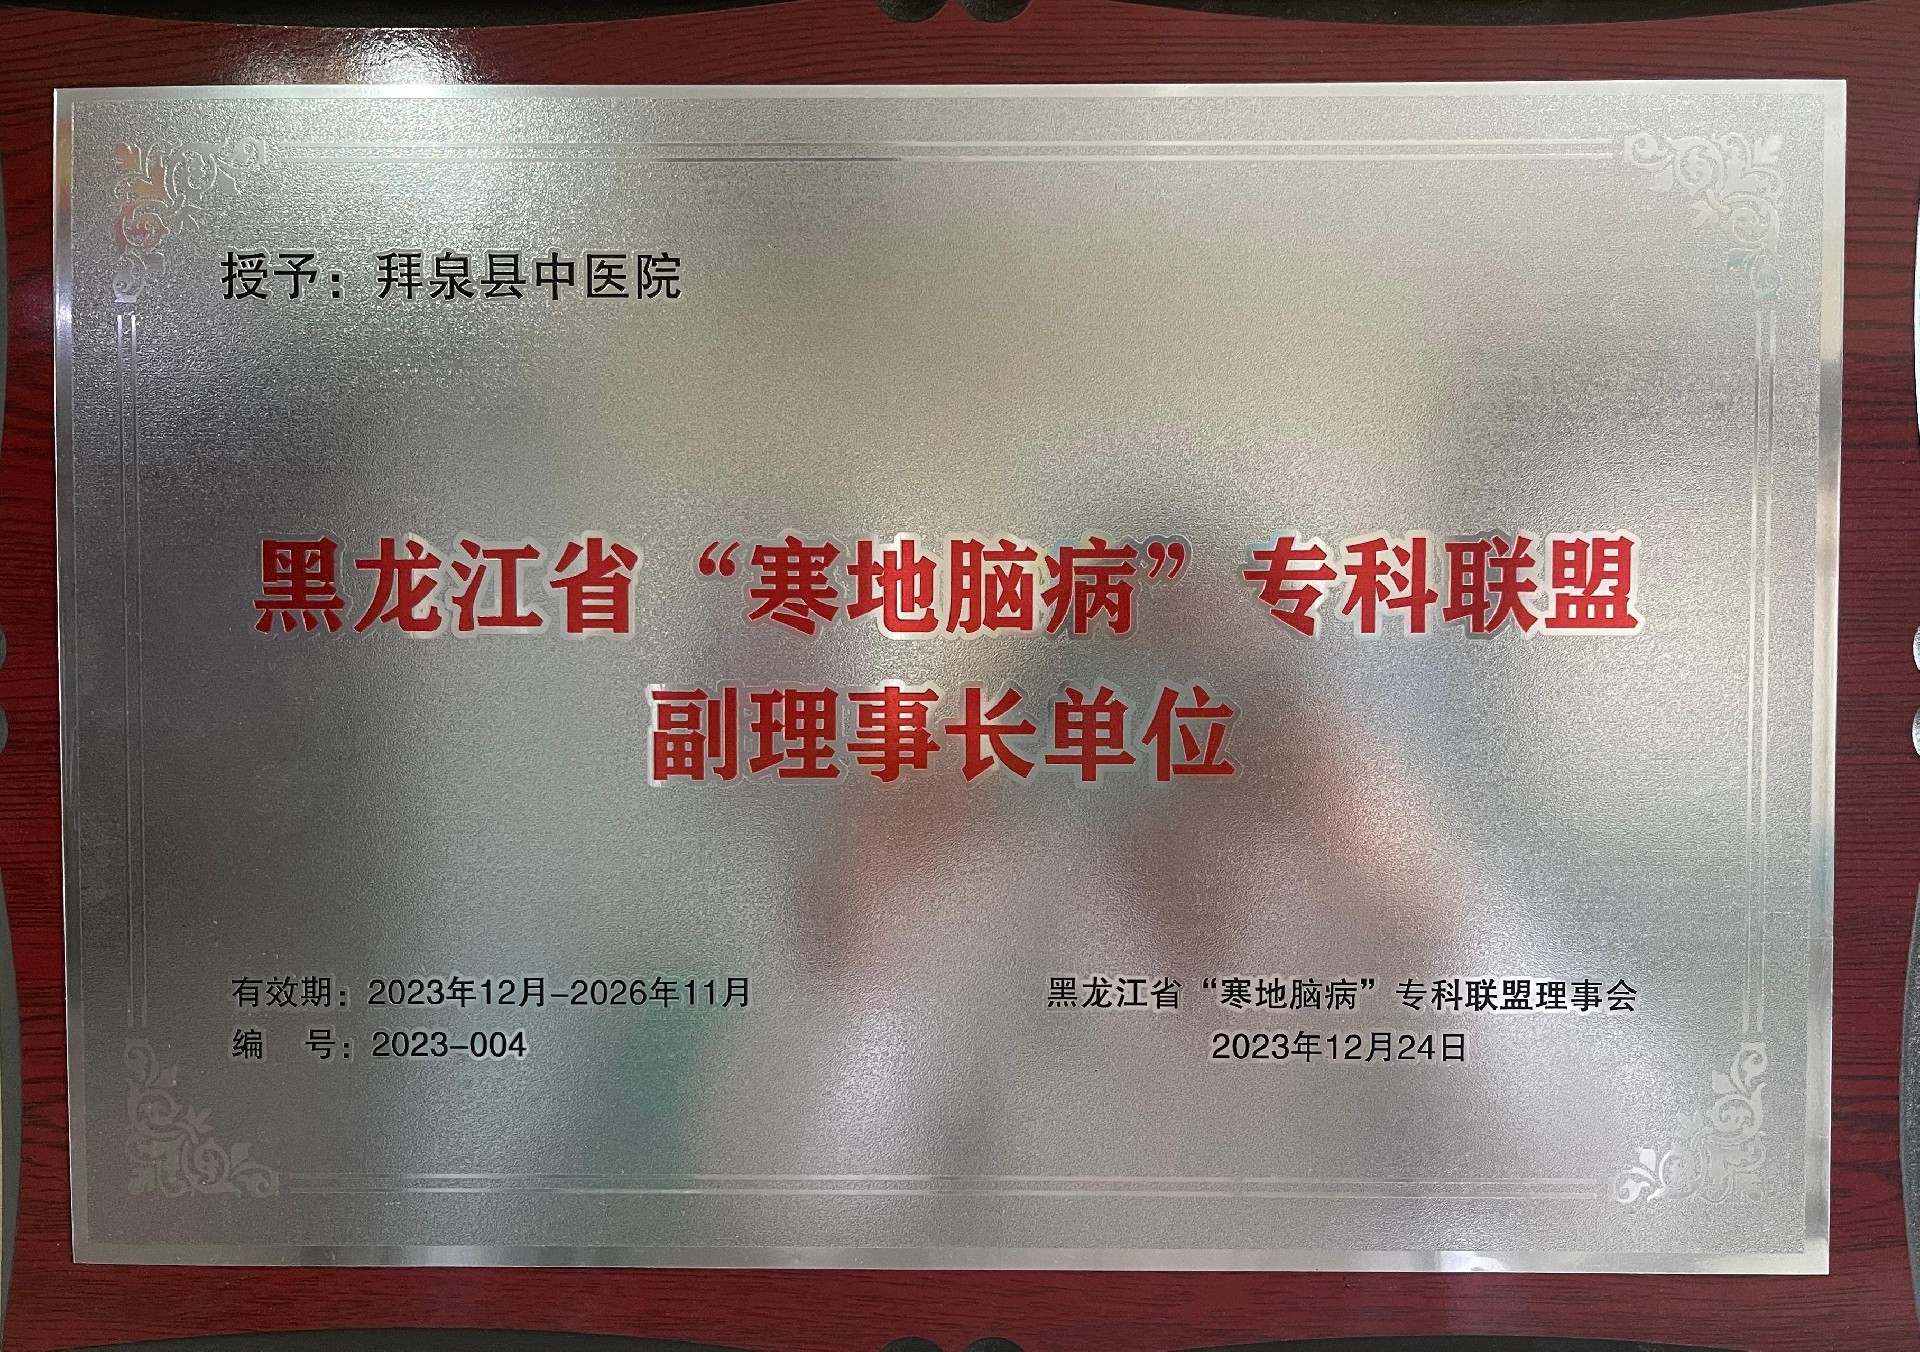 授予：拜泉县中医院
黑龙江省“寒地脑病”专科联盟
副理事长单位
有效期：2023年12月-2026年11月
编　号：2023-004
黑龙江省“寒地脑病”专科联盟理事会
2023年12月24日